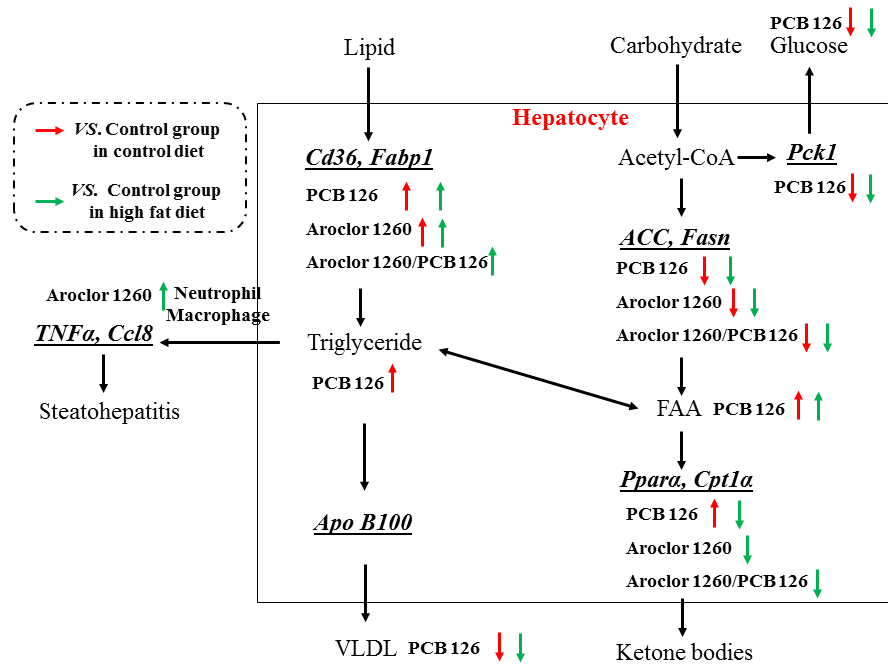 PCB 126
Lipid
Carbohydrate
Glucose
VS. Control group
in control diet
VS. Control group
in high fat diet
Hepatocyte
Cd36, Fabp1
PCB 126
Aroclor 1260
Aroclor 1260/PCB 126
Acetyl-CoA
Pck1
PCB 126
ACC, Fasn
PCB 126
Aroclor 1260
Aroclor 1260/PCB 126
Aroclor 1260
Neutrophil
Macrophage
TNFα, Ccl8
Steatohepatitis
Triglyceride
PCB 126
FAA PCB 126
Pparα, Cpt1α
PCB 126
Aroclor 1260
Aroclor 1260/PCB 126
Apo B100
VLDL PCB 126
Ketone bodies